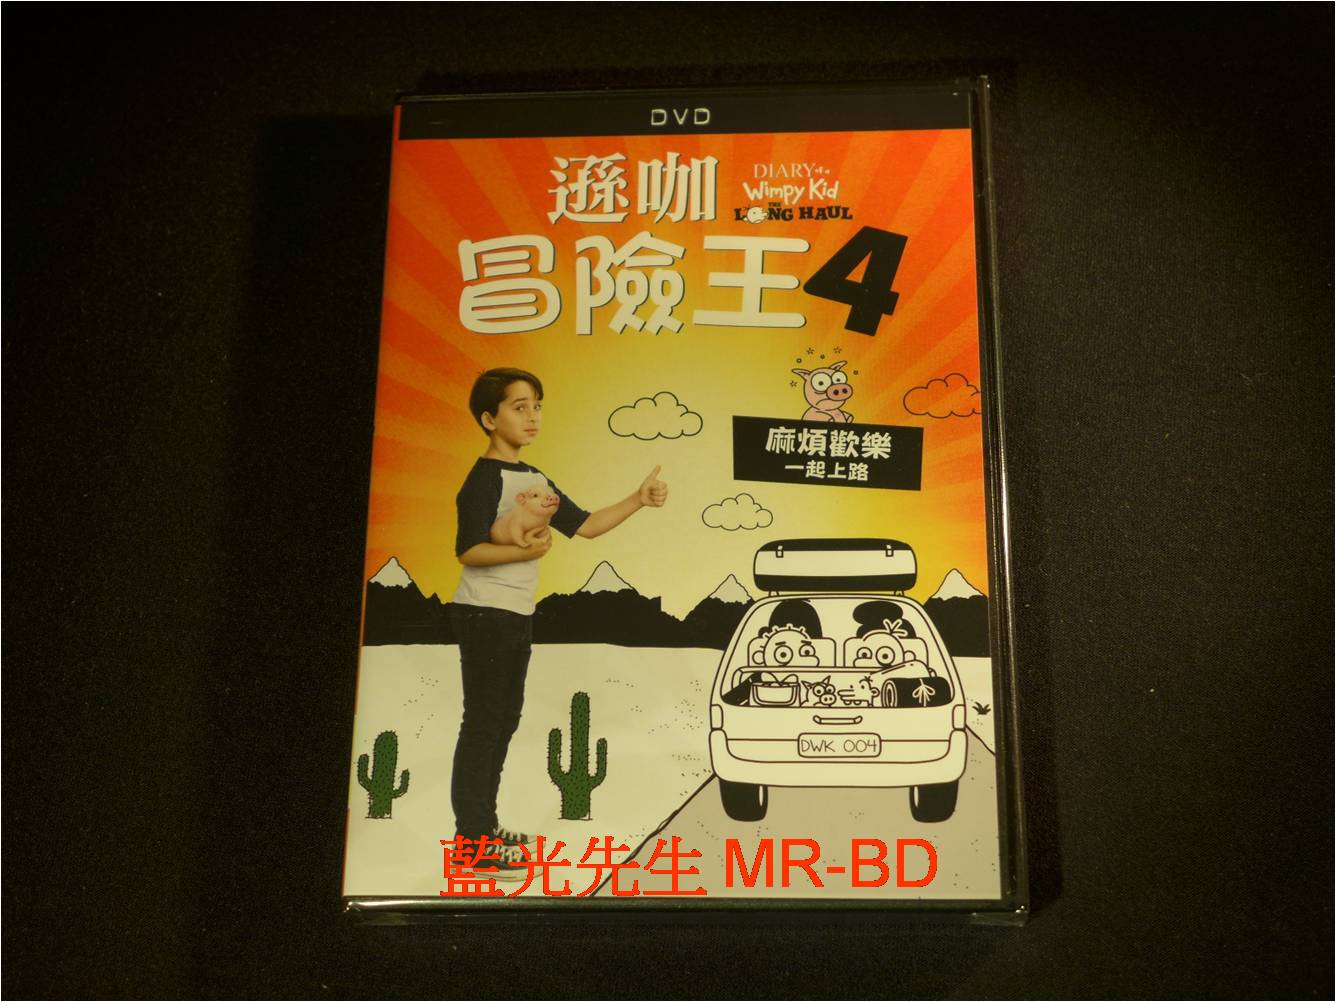 DVD
遜咖
DIARY of a
Wimpy Kid
THE
LONG HAUL
冒險王4
麻煩歡樂
一起上路
DWK 004
藍光先生 MR-BD